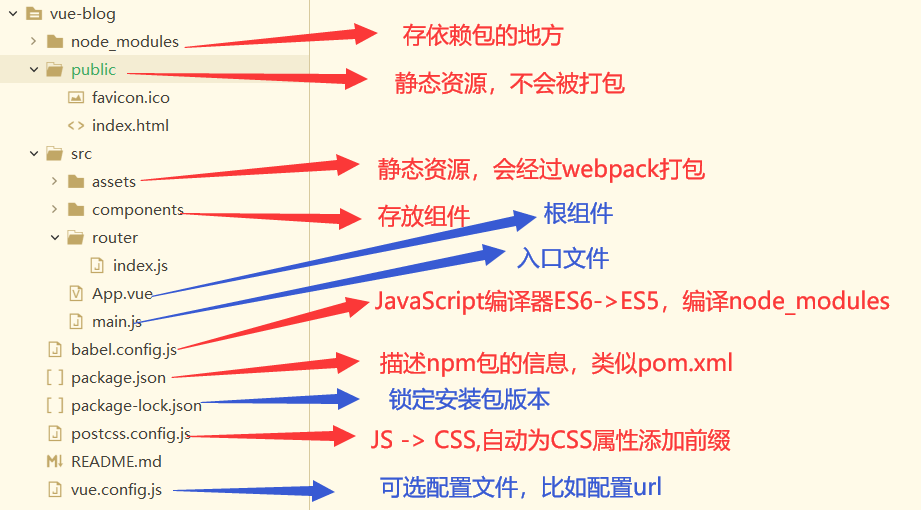 vue-blog
node_modules
存依赖包的地方
public
静态资源，不会被打包
favicon.ico
index.html
src
assets
静态资源，会经过webpack打包
components
存放组件
根组件
router
入口文件
index.js
App.vue
main.js
JavaScript编译器ES6->ES5，编译node_modules
babel.config.js
package.json
描述npm包的信息，类似pom.xml
package-lock.json
锁定安装包版本
postcss.config.js
JS -> CSS,自动为CSS属性添加前缀
README.md
vue.config.js
可选配置文件，比如配置url